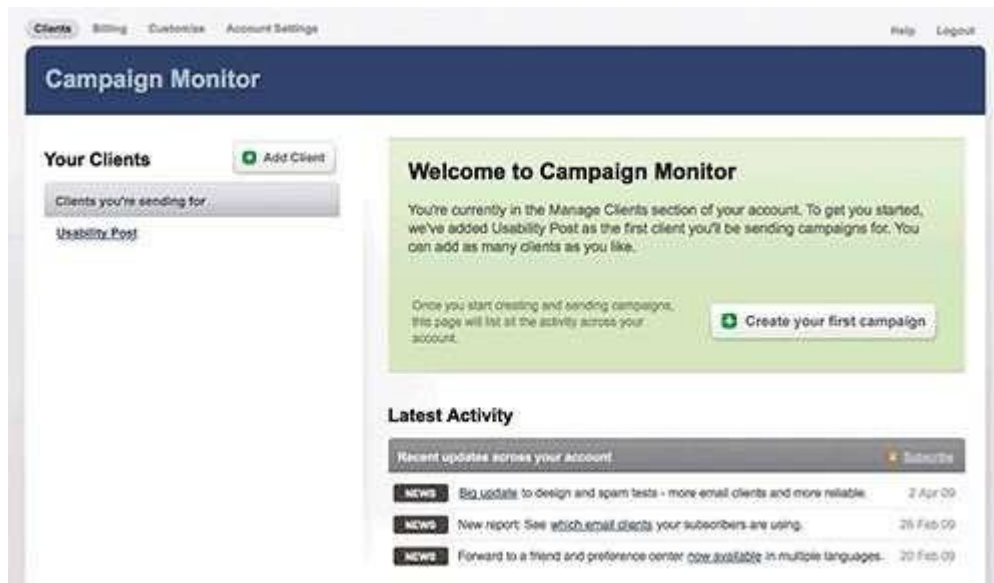 Clients Billing Customise Account Settings Help Logout
Campaign Monitor
Your Clients
Add Client
Clients you're sending for
Usability Post
Welcome to Campaign Monitor
You're currently in the Manage Clients section of your account. To get you started,
we've added Usability Post as the first client you'll be sending campaigns for. You
can add as many clients as you like.
Once you start creating and sending campaigns,
this page will list all the activity across your
account.
Create your first campaign
Latest Activity
Recent updates across your account Subscribe
NEWS Big update to design and spam tests - more email clients and more reliable. 2 Apr 09
NEWS New report: See which email clients your subscribers are using. 26 Feb 09
NEWS Forward to a friend and preference center now available in multiple languages. 20 Feb 09